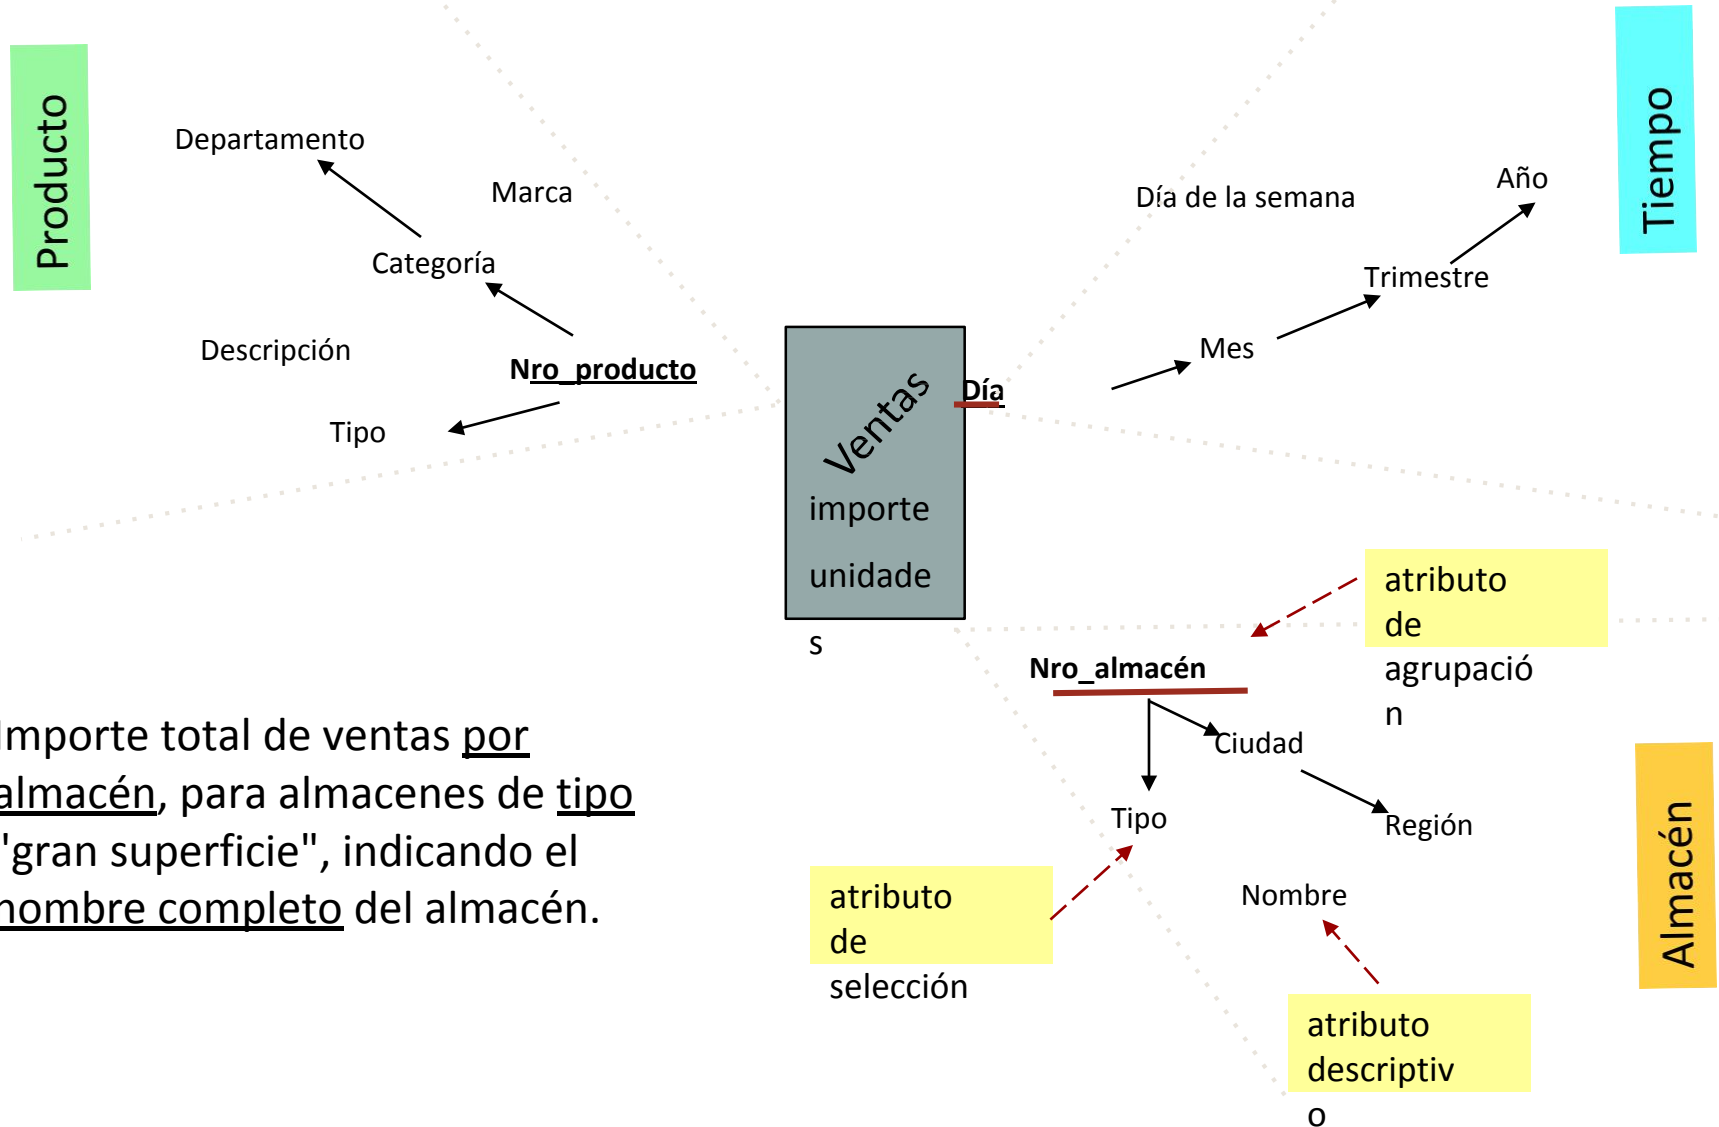 Producto
Departamento
Marca
Categoría
Descripción
Nro_producto
Tipo
Tiempo
Año
Día de la semana
Trimestre
Mes
Día
Ventas
importe
unidade
s
atributo
de
agrupació
n
Nro_almacén
Ciudad
Tipo
Región
Nombre
Almacén
atributo
de
selección
atributo
descriptiv
o
Importe total de ventas por
almacén, para almacenes de tipo
"gran superficie", indicando el
nombre completo del almacén.